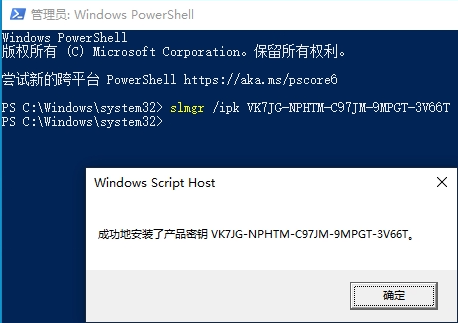 管理员: Windows PowerShell
Windows PowerShell
版权所有 (C) Microsoft Corporation。保留所有权利。
尝试新的跨平台 PowerShell https://aka.ms/pscore6
PS C:\Windows\system32> slmgr /ipk VK7JG-NPHTM-C97JM-9MPGT-3V66T
PS C:\Windows\system32>
Windows Script Host
成功地安装了产品密钥 VK7JG-NPHTM-C97JM-9MPGT-3V66T。
确定